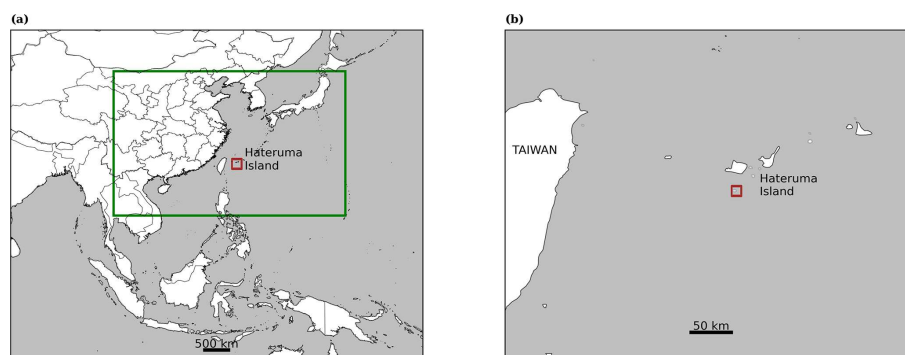 (a)
Hateruma
Island
500 km
(b)
TAIWAN
Hateruma
Island
50 km